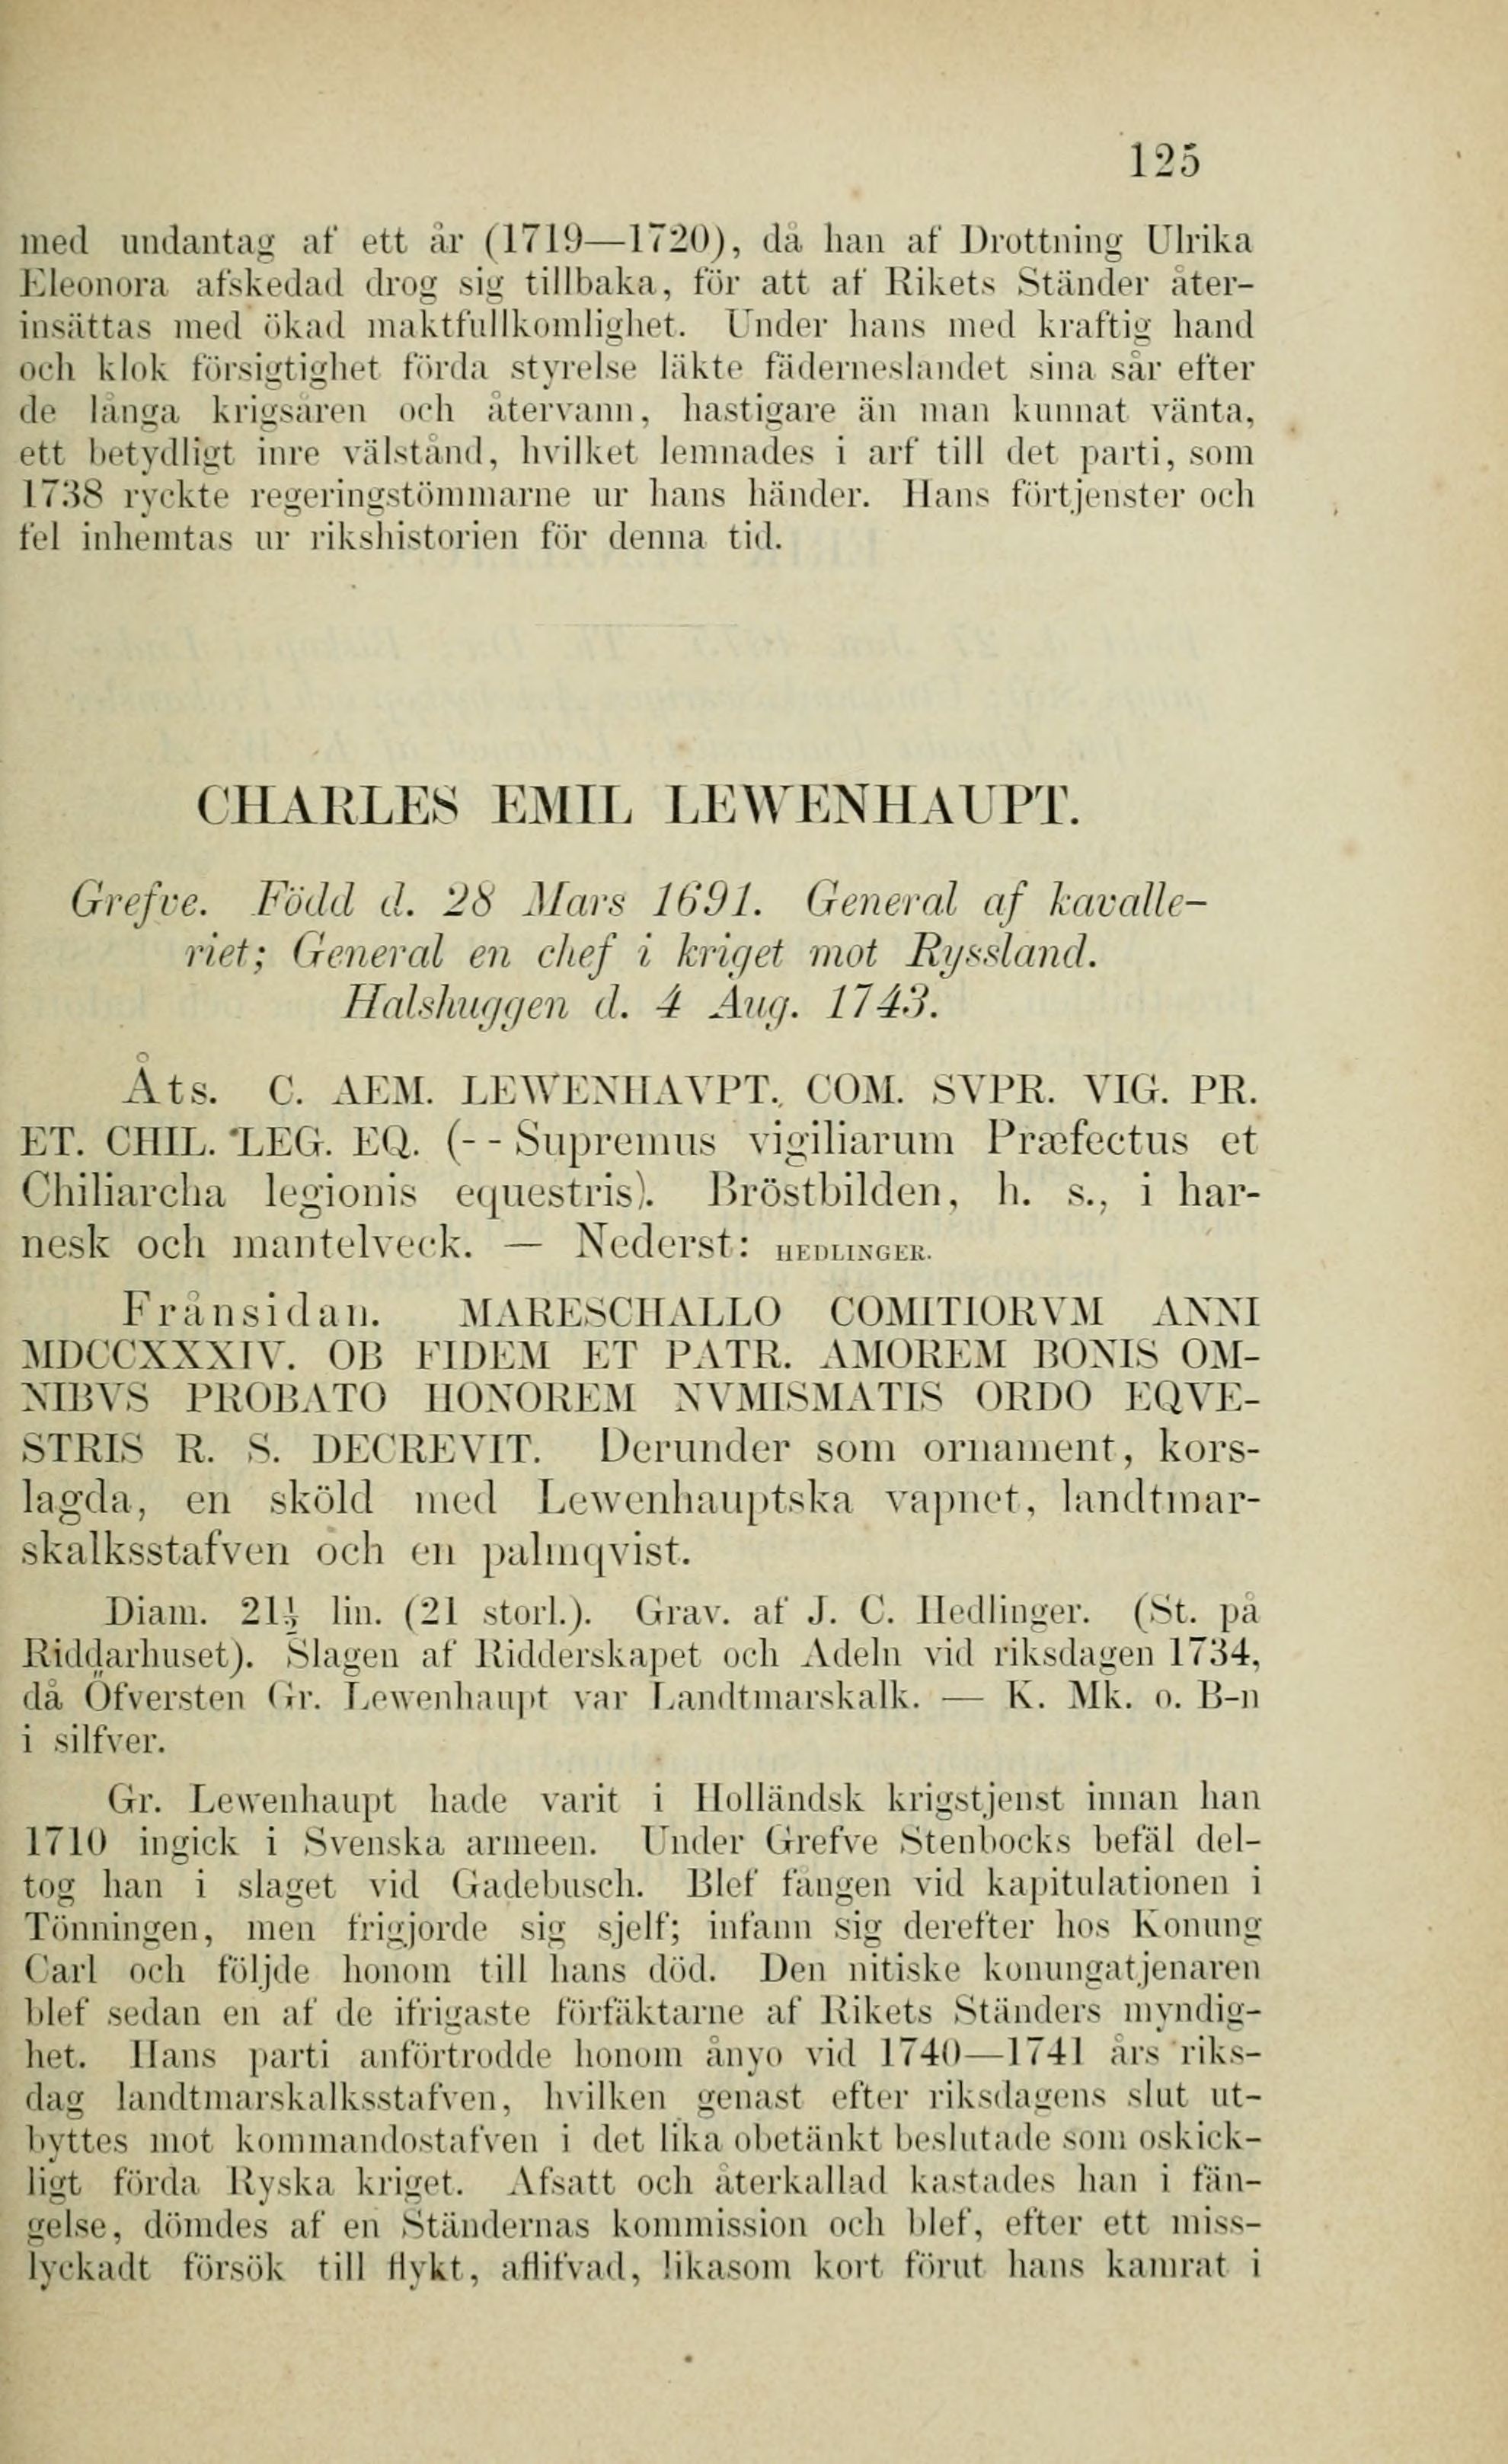 125
med undantag af ett år (1719—1720), då han af Drottning Ulrika
Eleonora afskedad drog sig tillbaka, för att af Rikets Ständer åter-
insättas med ökad maktfullkomlighet. Under hans med kraftig hand
och klok försigtighet förda styrelse läkte fäderneslandet sina sår efter
de långa krigsåren och återvann, hastigare än man kunnat vänta,
ett betydligt inre välstånd, hvilket lemnades i arf till det parti, som
1738 ryckte regeringstömmarne ur hans händer. Hans förtjenster och
fel inhemtas ur rikshistorien för denna tid.
CHARLES EMIL LEWENHAUPT.
Grefve. Född d. 28 Mars 1691. General af kavalle-
riet; General en chef i kriget mot Ryssland.
Halshuggen d. 4 Aug. 1743.
Åts. C. AEM. LEWENHAVPT. COM. SVPR. VIG. PR.
ET. CHIL. LEG. EQ. (- - Supremus vigiliarum Præfectus et
Chiliarcha legionis equestris). Bröstbilden, h. s., i har-
nesk och mantelveck. — Nederst: HEDLINGER.
Frånsidan. MARESCHALLO COMITIORVM ANNI
MDCCXXXIV. OB FIDEM ET PATR. AMOREM BONIS OM-
NIBVS PROBATO HONOREM NVMISMATIS ORDO EQVE-
STRIS R. S. DECREVIT. Derunder som ornament, kors-
lagda, en sköld med Lewenhauptska vapnet, landtmar-
skalksstafven och en palmqvist.
Diam. 21½ lin. (21 storl.). Grav. af J. C. Hedlinger. (St. på
Riddarhuset). Slagen af Ridderskapet och Adeln vid riksdagen 1734,
då Öfversten Gr. Lewenhaupt var Landtmarskalk. — K. Mk. o. B-n
i silfver.
Gr. Lewenhaupt hade varit i Holländsk krigstjenst innan han
1710 ingick i Svenska armeen. Under Grefve Stenbocks befäl del-
tog han i slaget vid Gadebusch. Blef fången vid kapitulationen i
Tönningen, men frigjorde sig sjelf; infann sig derefter hos Konung
Carl och följde honom till hans död. Den nitiske konungatjenaren
blef sedan en af de ifrigaste förfäktarne af Rikets Ständers myndig-
het. Hans parti anförtrodde honom ånyo vid 1740—1741 års riks-
dag landtmarskalksstafven, hvilken genast efter riksdagens slut ut-
byttes mot kommandostafven i det lika obetänkt beslutade som oskick-
ligt förda Ryska kriget. Afsatt och återkallad kastades han i fän-
gelse, dömdes af en Ständernas kommission och blef, efter ett miss-
lyckadt försök till flykt, aflifvad, likasom kort förut hans kamrat i